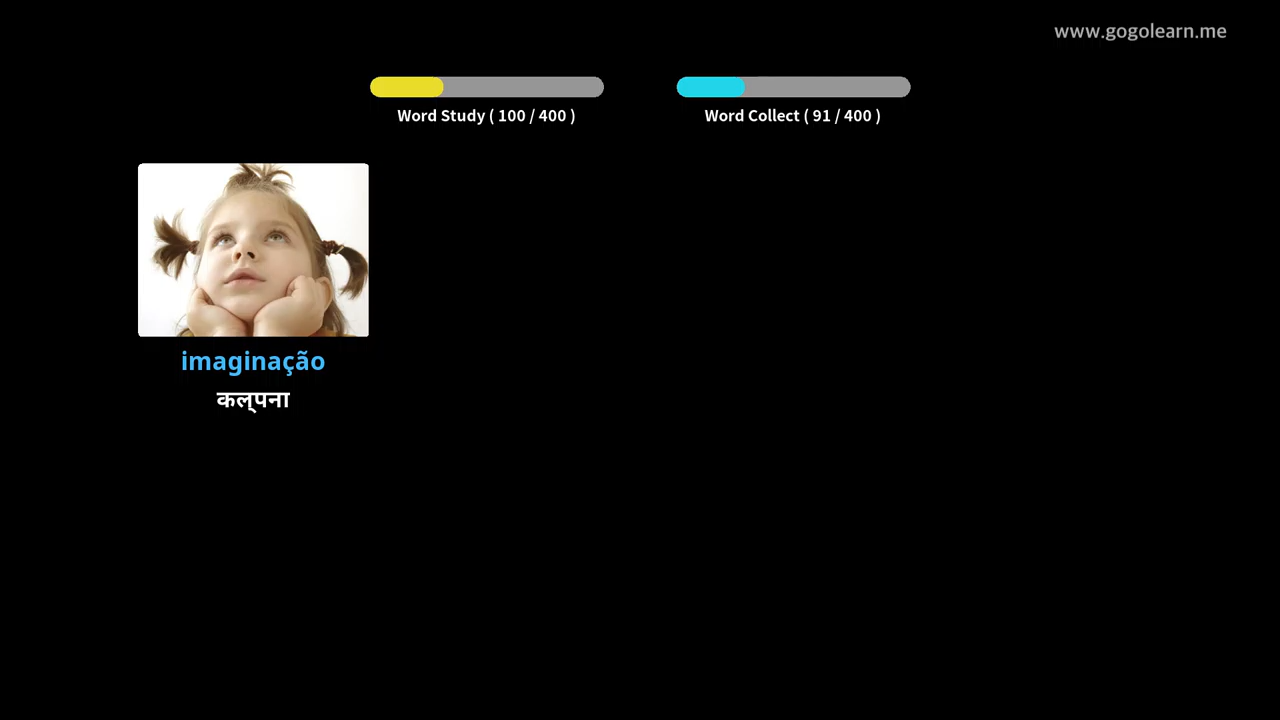 www.gogolearn.me
Word Study ( 100 / 400 )
Word Collect ( 91 / 400 )
imaginação
कल्पना